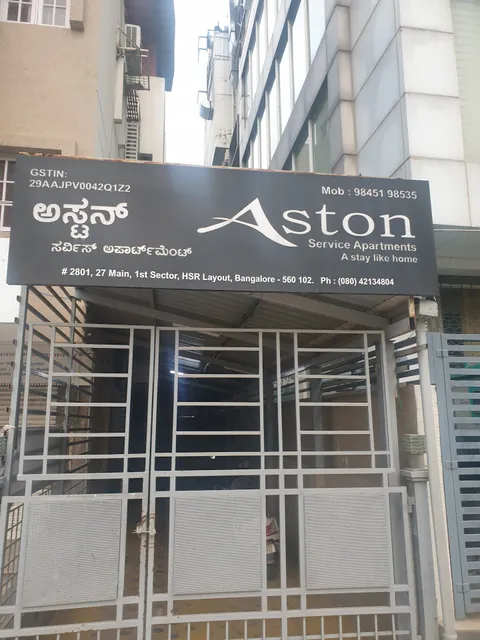 GSTIN:
29AAJPV0042Q1Z2
Mob : 98451 98535
ಅಸ್ಟನ್
ಸರ್ವಿಸ್ ಅಪಾರ್ಟ್‌ಮೆಂಟ್
Aston
Service Apartments
A stay like home
# 2801, 27 Main, 1st Sector, HSR Layout, Bangalore - 560 102. Ph : (080) 42134804